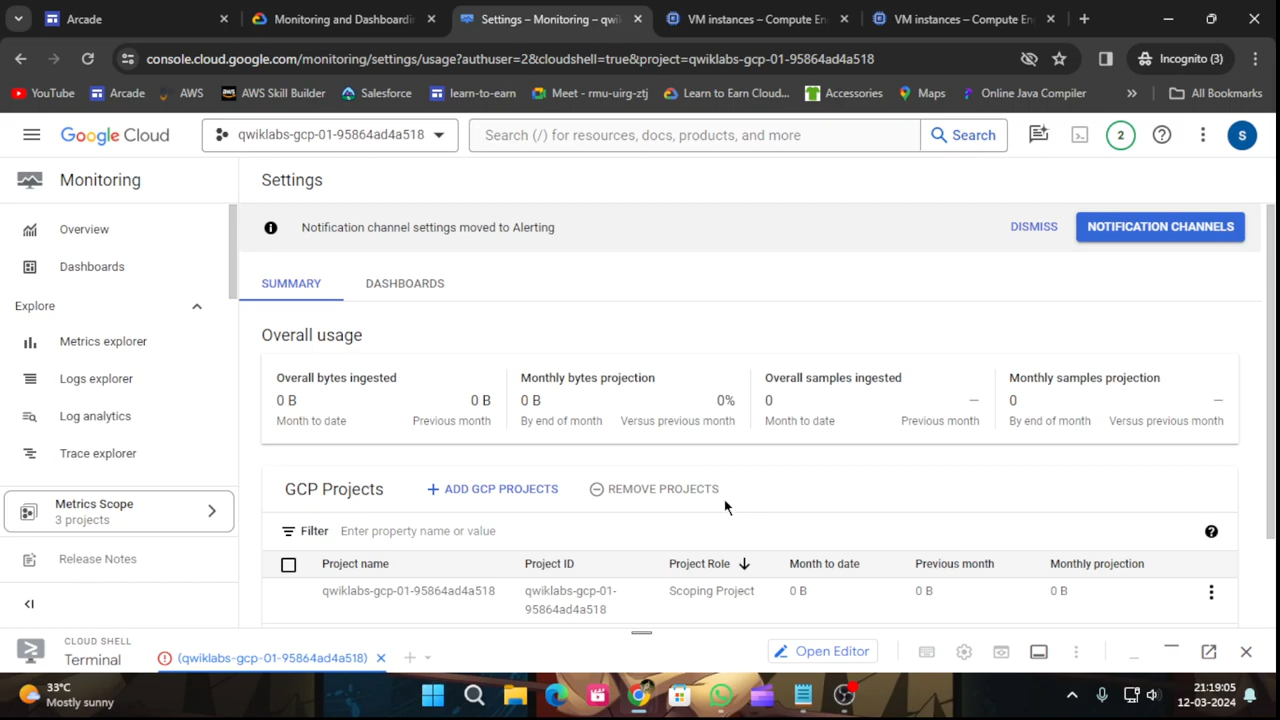 Arcade
Monitoring and Dashboardin
Settings – Monitoring – qwik
VM instances – Compute En
VM instances – Compute En
console.cloud.google.com/monitoring/settings/usage?authuser=2&cloudshell=true&project=qwiklabs-gcp-01-95864ad4a518
Incognito (3)
YouTube
Arcade
AWS
AWS Skill Builder
Salesforce
learn-to-earn
Meet - rmu-uirg-ztj
Learn to Earn Cloud...
Accessories
Maps
Online Java Compiler
All Bookmarks
Google Cloud
qwiklabs-gcp-01-95864ad4a518
Search (/) for resources, docs, products, and more
Search
2
S
Monitoring
Settings
Overview
Dashboards
Explore
Metrics explorer
Logs explorer
Log analytics
Trace explorer
Metrics Scope
3 projects
Release Notes
Notification channel settings moved to Alerting
DISMISS
NOTIFICATION CHANNELS
SUMMARY
DASHBOARDS
Overall usage
Overall bytes ingested
0 B
0 B
Month to date
Previous month
Monthly bytes projection
0 B
0%
By end of month
Versus previous month
Overall samples ingested
0
–
Month to date
Previous month
Monthly samples projection
0
–
By end of month
Versus previous month
GCP Projects
ADD GCP PROJECTS
REMOVE PROJECTS
Filter
Enter property name or value
Project name
Project ID
Project Role
Month to date
Previous month
Monthly projection
qwiklabs-gcp-01-95864ad4a518
qwiklabs-gcp-01-
95864ad4a518
Scoping Project
0 B
0 B
0 B
CLOUD SHELL
Terminal
(qwiklabs-gcp-01-95864ad4a518)
Open Editor
33°C
Mostly sunny
21:19:05
12-03-2024